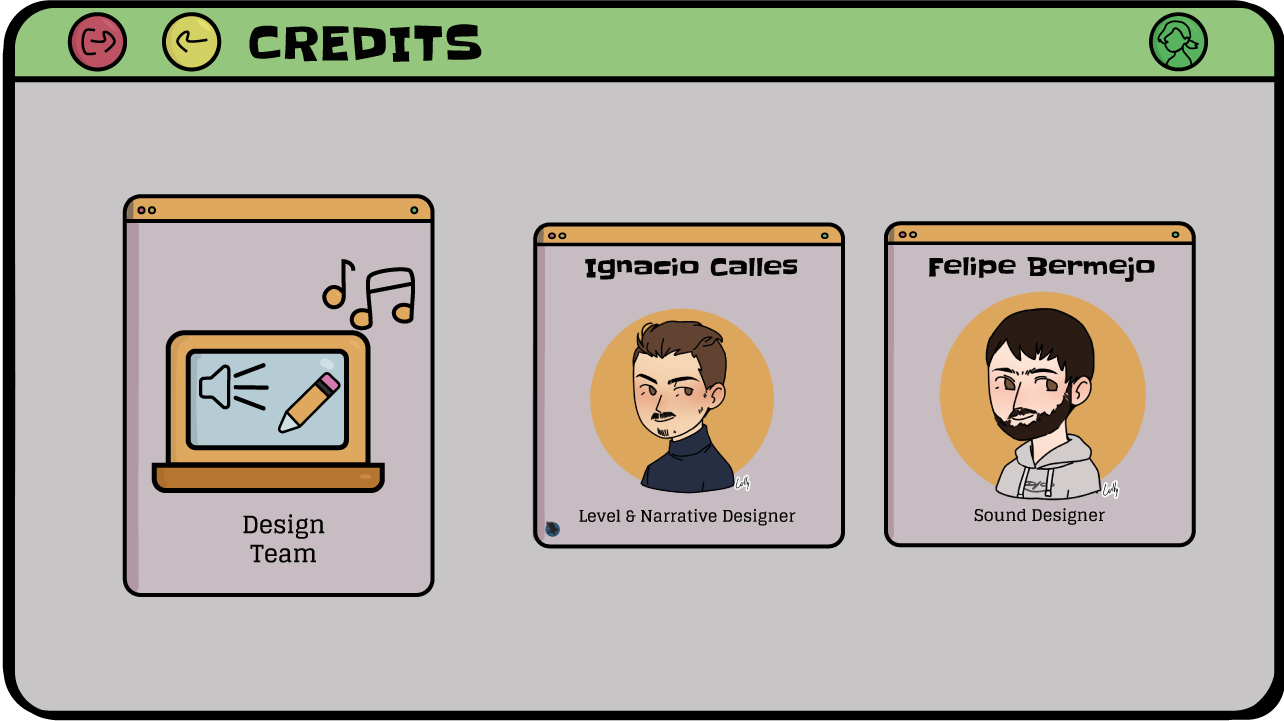 CREDITS
Design
Team
Ignacio Calles
Level & Narrative Designer
Felipe Bermejo
Sound Designer